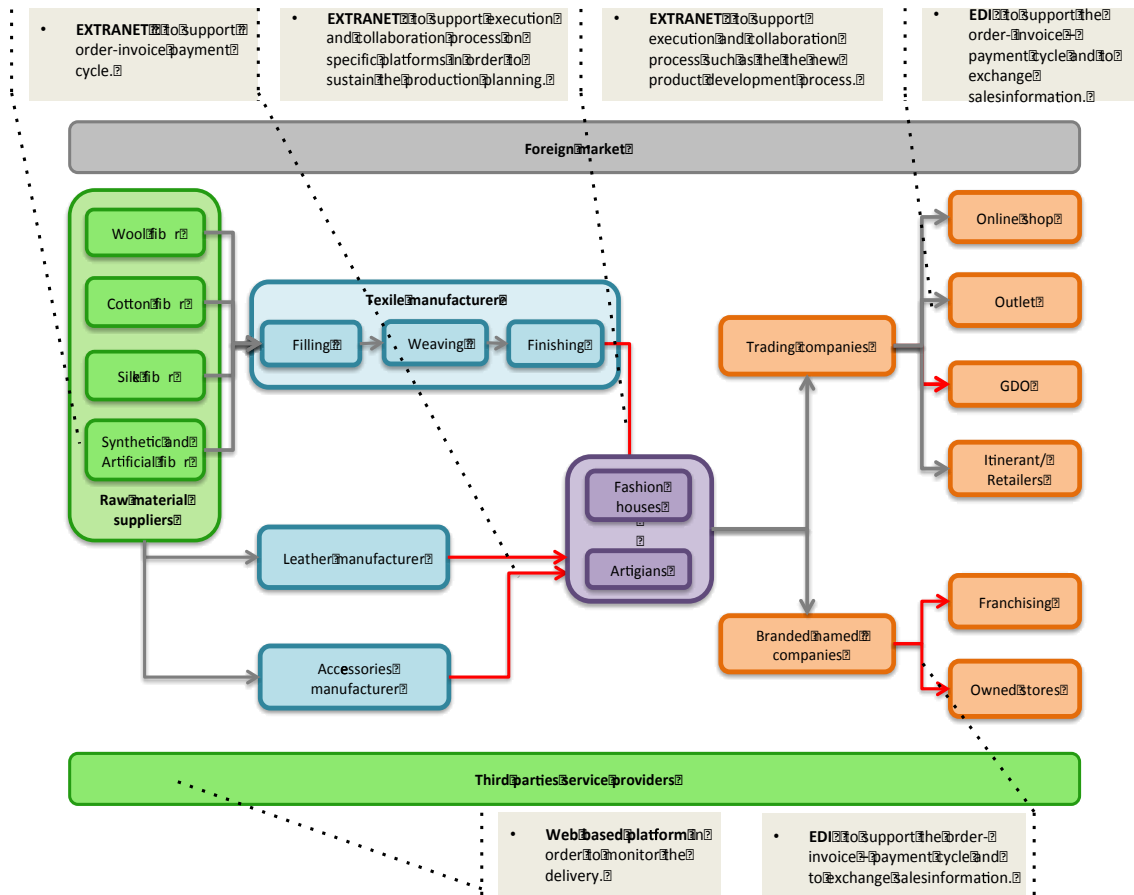 • EXTRANET to support
order-invoice payment
cycle.
• EXTRANET to support execution
and collaboration process on
specific platforms in order to
sustain the production planning.
• EXTRANET to support
execution and collaboration
process such as the the new
product development process.
• EDI to support the
order-invoice –
payment cycle and to
exchange
salesinformation.
Foreign market
Wool fib r
Cotton fib r
Silk fib r
Synthetic and
Artificial fib r
Raw material
suppliers
Texile manufacturer
Filling
Weaving
Finishing
Leather manufacturer
Accessories
manufacturer
Fashion
houses
Artigians
Trading companies
Branded named
companies
Online shop
Outlet
GDO
Itinerant/
Retailers
Franchising
Owned stores
Third parties service providers
• Web based platform in
order to monitor the
delivery.
• EDI to support the order-
invoice – payment cycle and
to exchange salesinformation.